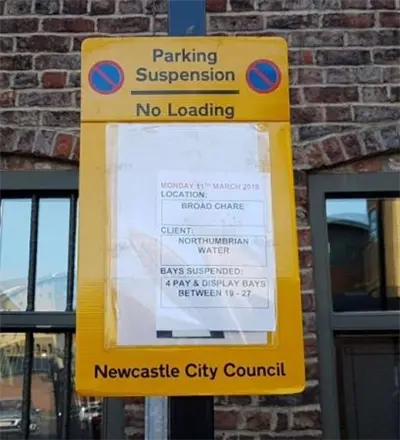 Parking
Suspension
No Loading
MONDAY 11TH MARCH 2019
LOCATION:
BROAD CHARE
CLIENT:
NORTHUMBRIAN
WATER
BAYS SUSPENDED:
4 PAY & DISPLAY BAYS
BETWEEN 19 - 27
Newcastle City Council